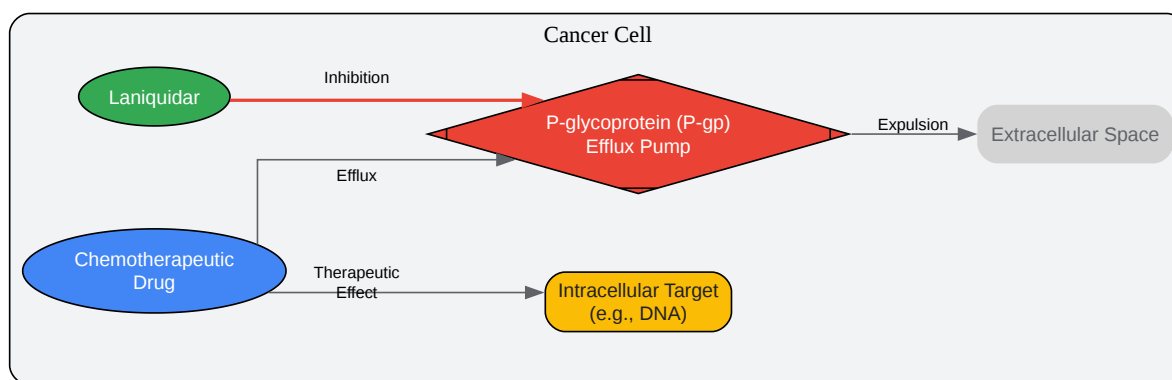 Cancer Cell
Inhibition
Laniquidar
P-glycoprotein (P-gp)
Efflux Pump
Expulsion
Extracellular Space
Efflux
Chemotherapeutic
Drug
Therapeutic
Effect
Intracellular Target
(e.g., DNA)